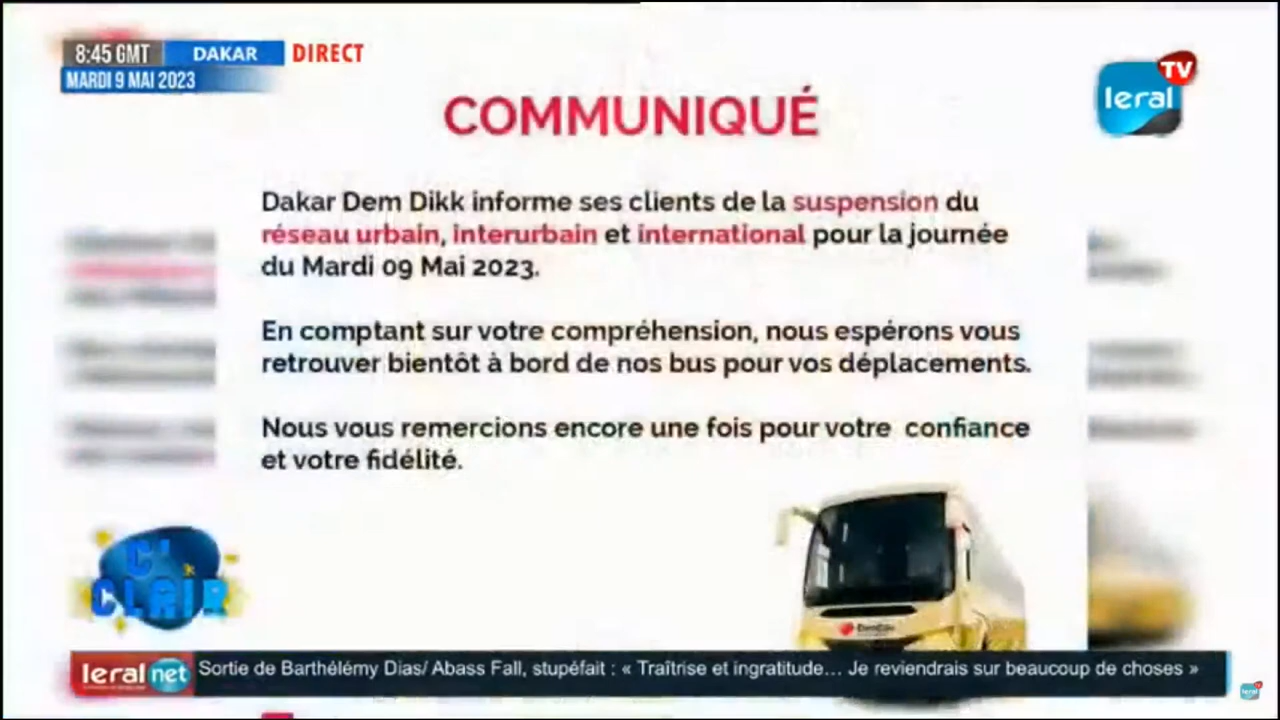 8:45 GMT DAKAR DIRECT
MARDI 9 MAI 2023
leral TV
COMMUNIQUÉ
Dakar Dem Dikk informe ses clients de la suspension du
réseau urbain, interurbain et international pour la journée
du Mardi 09 Mai 2023.
En comptant sur votre compréhension, nous espérons vous
retrouver bientôt à bord de nos bus pour vos déplacements.
Nous vous remercions encore une fois pour votre confiance
et votre fidélité.
C'
CLAIR
leral net Sortie de Barthélémy Dias/ Abass Fall, stupéfait : « Traîtrise et ingratitude... Je reviendrais sur beaucoup de choses »
leral